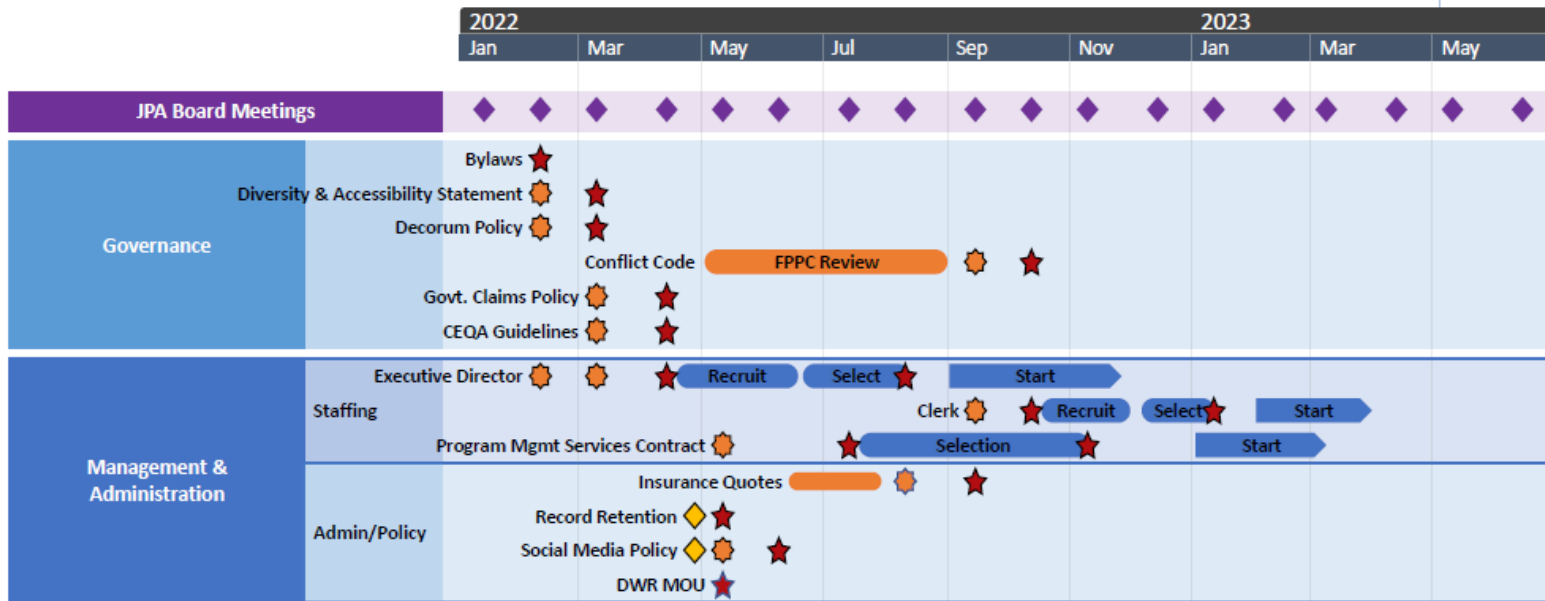 2022 2023
Jan Mar May Jul Sep Nov Jan Mar May
JPA Board Meetings
Governance
Bylaws
Diversity & Accessibility Statement
Decorum Policy
Conflict Code FPPC Review
Govt. Claims Policy
CEQA Guidelines
Management &
Administration
Staffing
Executive Director Recruit Select Start
Clerk Recruit Select Start
Program Mgmt Services Contract Selection Start
Admin/Policy
Insurance Quotes
Record Retention
Social Media Policy
DWR MOU